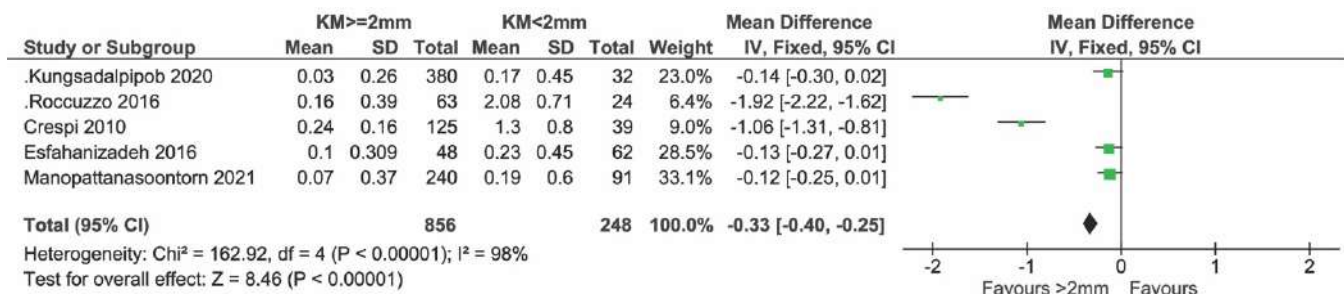 KM>=2mm KM<2mm Mean Difference Mean Difference
Study or Subgroup Mean SD Total Mean SD Total Weight IV, Fixed, 95% CI IV, Fixed, 95% CI
.Kungsadalpipob 2020 0.03 0.26 380 0.17 0.45 32 23.0% -0.14 [-0.30, 0.02]
.Roccuzzo 2016 0.16 0.39 63 2.08 0.71 24 6.4% -1.92 [-2.22, -1.62]
Crespi 2010 0.24 0.16 125 1.3 0.8 39 9.0% -1.06 [-1.31, -0.81]
Esfahanizadeh 2016 0.1 0.309 48 0.23 0.45 62 28.5% -0.13 [-0.27, 0.01]
Manopattanasoontorn 2021 0.07 0.37 240 0.19 0.6 91 33.1% -0.12 [-0.25, 0.01]
Total (95% CI) 856 248 100.0% -0.33 [-0.40, -0.25]
Heterogeneity: Chi² = 162.92, df = 4 (P < 0.00001); I² = 98%
Test for overall effect: Z = 8.46 (P < 0.00001)
-2 -1 0 1 2
Favours >2mm Favours